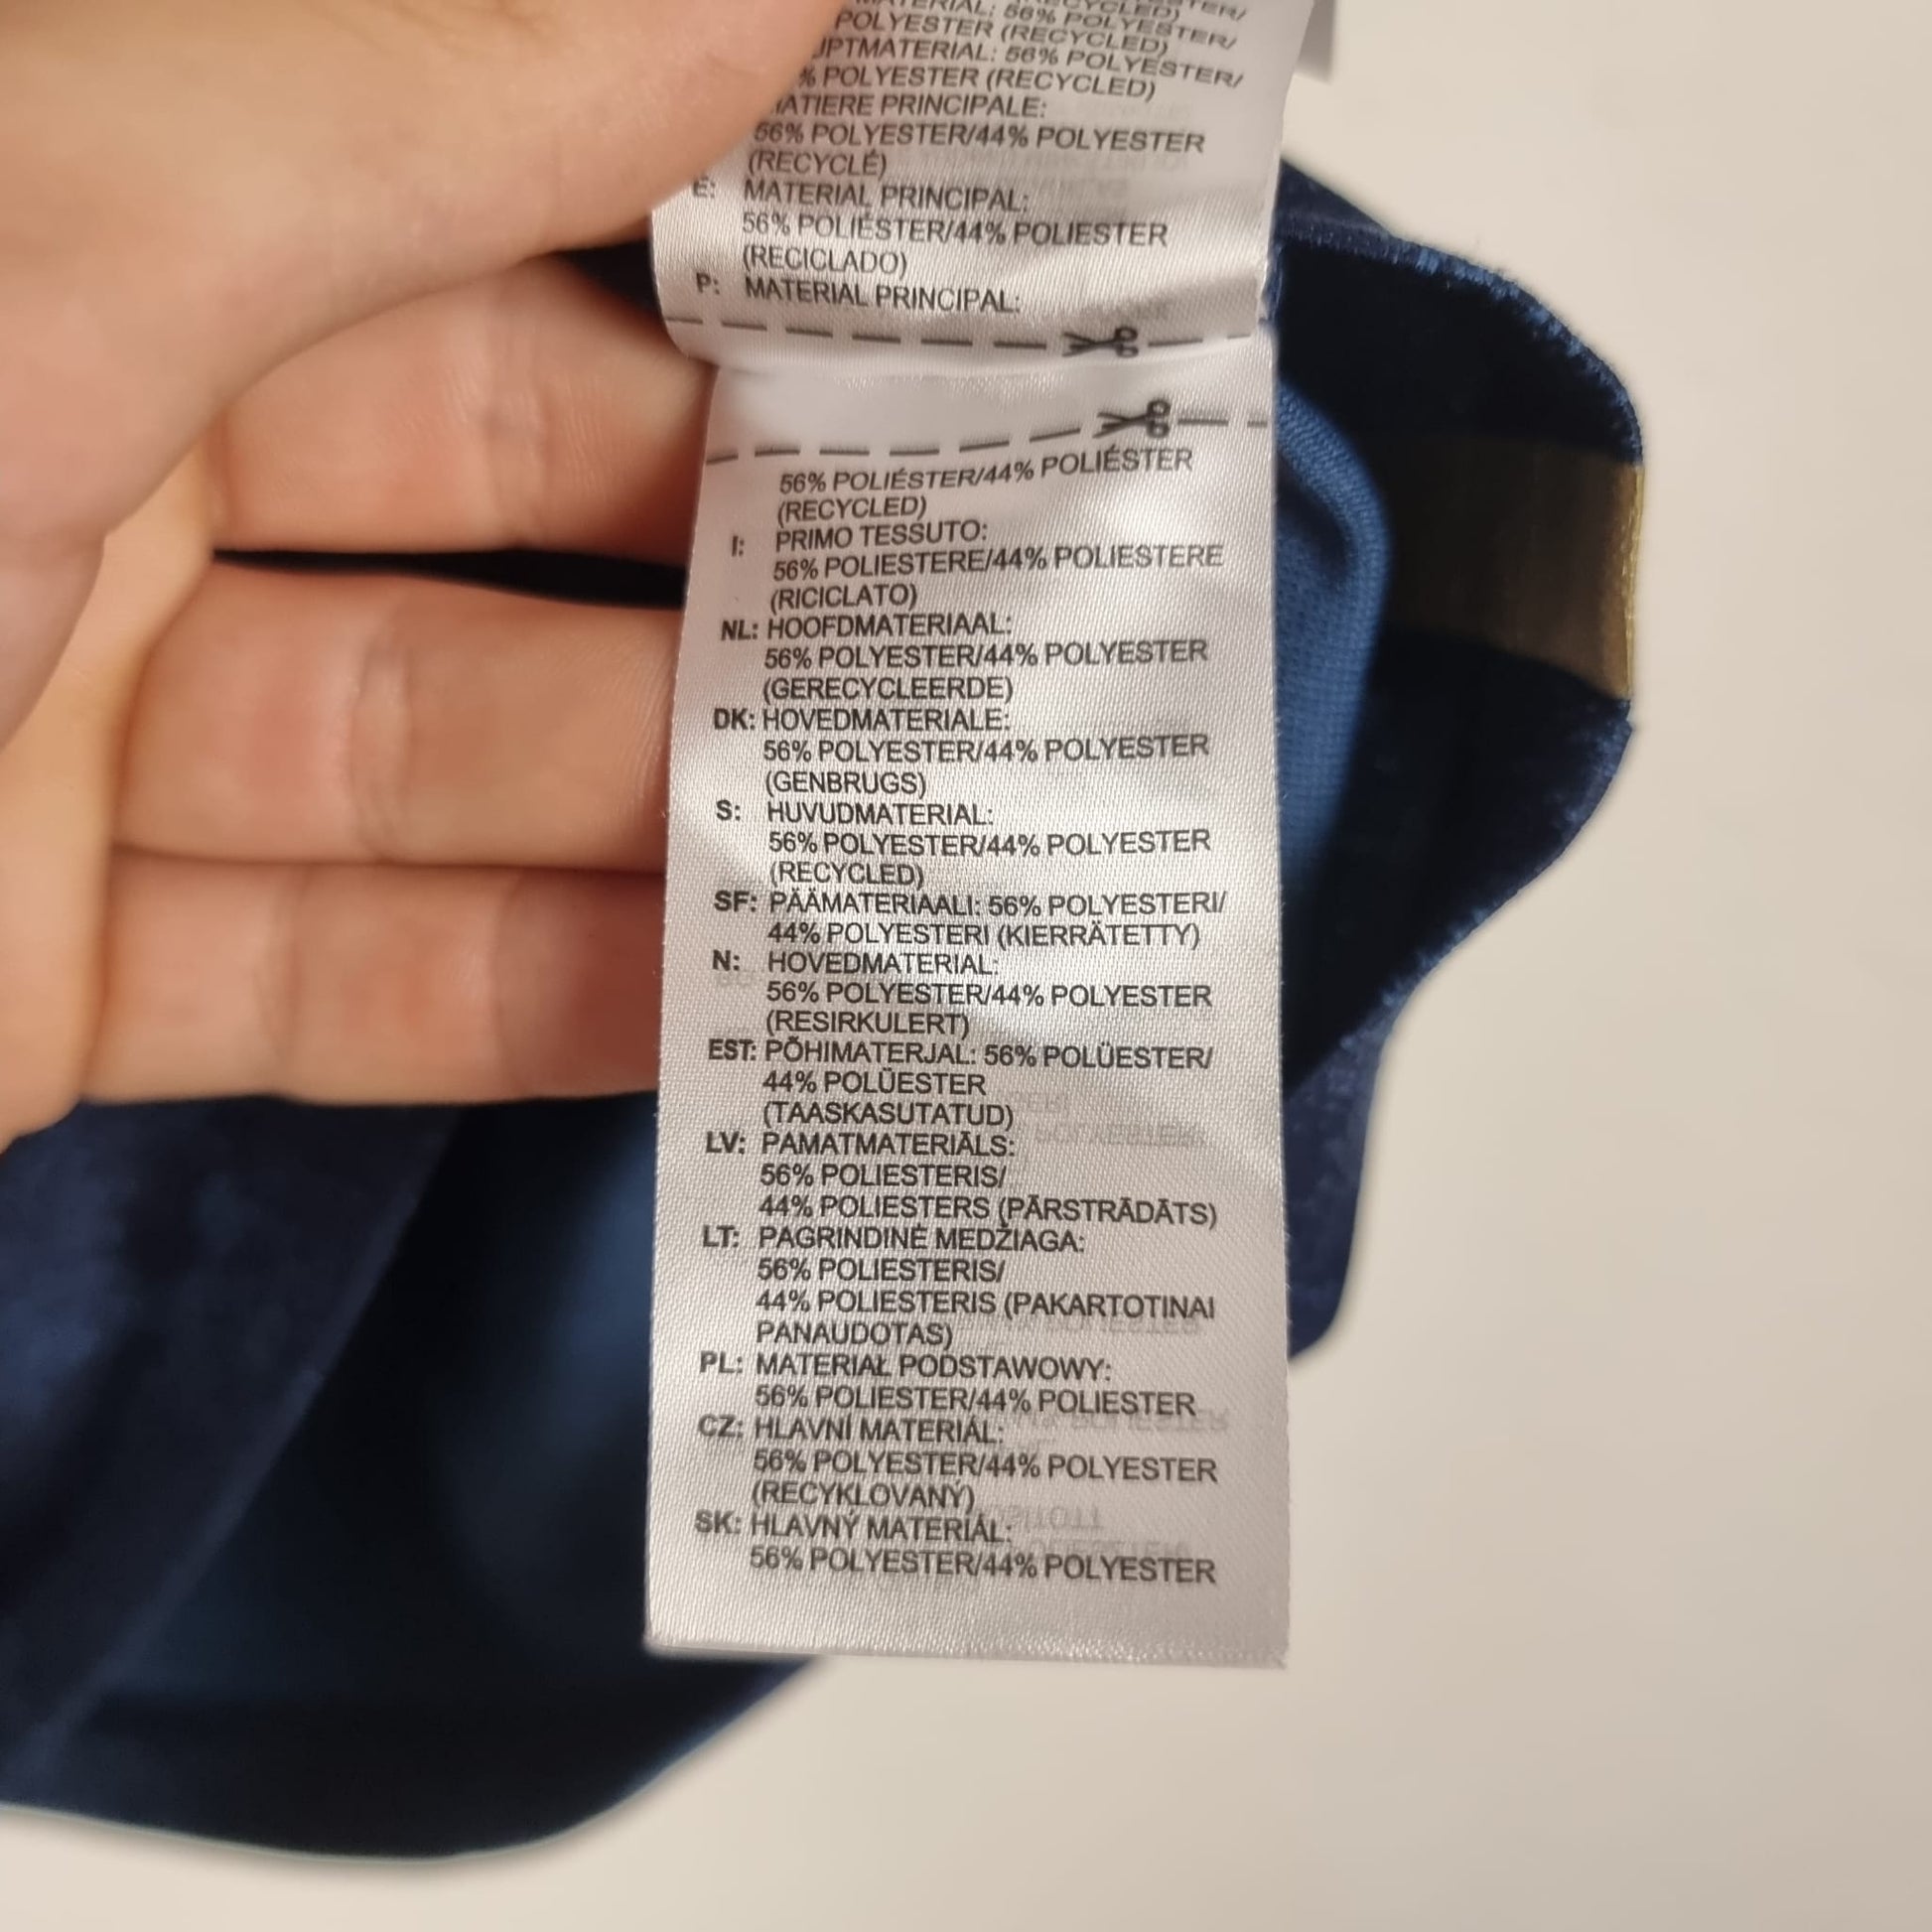 56% POLYESTER/
POLYESTER (RECYCLED)
56% POLYESTER/
% POLYESTER (RECYCLED)
PRINCIPALE:
56% POLYESTER/44% POLYESTER
(RECYCLÉ)
E: MATERIAL PRINCIPAL:
56% POLIÉSTER/44% POLIESTER
(RECICLADO)
P: MATERIAL PRINCIPAL:
56% POLIÉSTER/44% POLIÉSTER
(RECYCLED)
I: PRIMO TESSUTO:
56% POLIESTERE/44% POLIESTERE
(RICICLATO)
NL: HOOFDMATERIAAL:
56% POLYESTER/44% POLYESTER
(GERECYCLEERDE)
DK: HOVEDMATERIALE:
56% POLYESTER/44% POLYESTER
(GENBRUGS)
S: HUVUDMATERIAL:
56% POLYESTER/44% POLYESTER
(RECYCLED)
SF: PÄÄMATERIAALI: 56% POLYESTERI/
44% POLYESTERI (KIERRÄTETTY)
N: HOVEDMATERIAL:
56% POLYESTER/44% POLYESTER
(RESIRKULERT)
EST: PÕHIMATERJAL: 56% POLÜESTER/
44% POLÜESTER
(TAASKASUTATUD)
LV: PAMATMATERIĀLS:
56% POLIESTERIS/
44% POLIESTERS (PĀRSTRĀDĀTS)
LT: PAGRINDINĖ MEDŽIAGA:
56% POLIESTERIS/
44% POLIESTERIS (PAKARTOTINAI
PANAUDOTAS)
PL: MATERIAŁ PODSTAWOWY:
56% POLIESTER/44% POLIESTER
CZ: HLAVNÍ MATERIÁL:
56% POLYESTER/44% POLYESTER
(RECYKLOVANÝ)
SK: HLAVNÝ MATERIÁL:
56% POLYESTER/44% POLYESTER